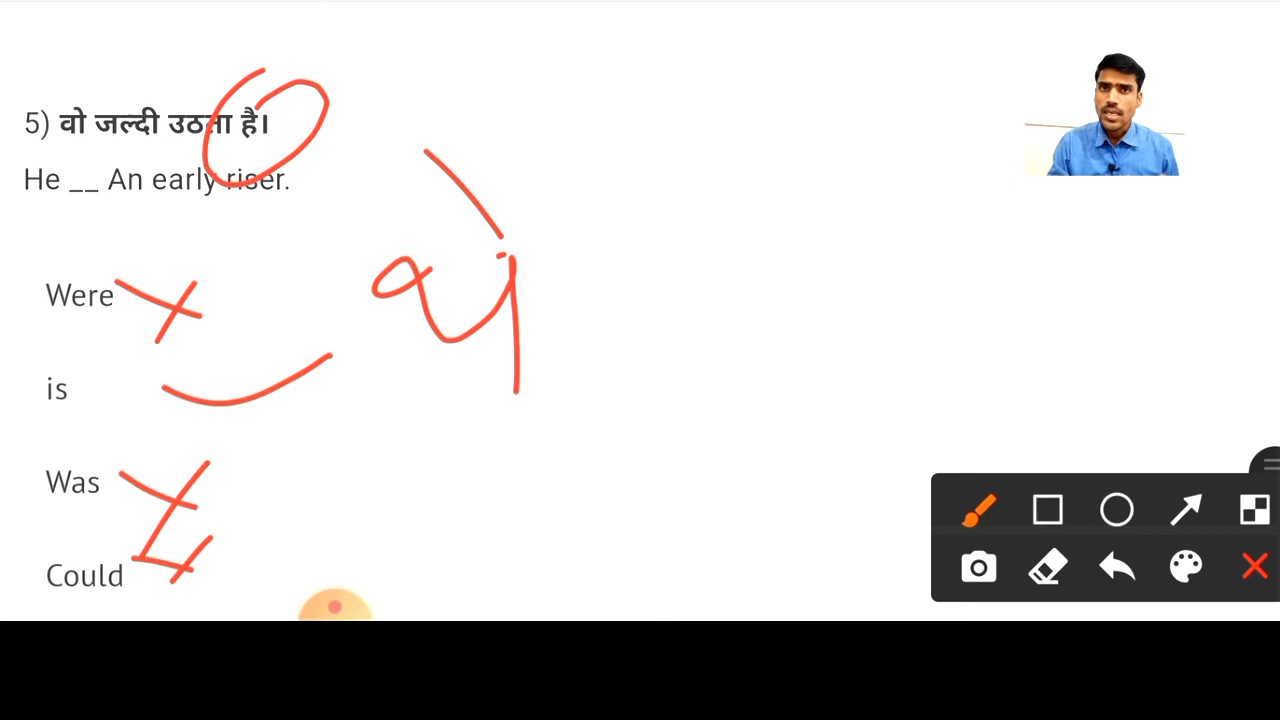 5) वो जल्दी उठता है।
He __ An early riser.
Were
is
Was
Could